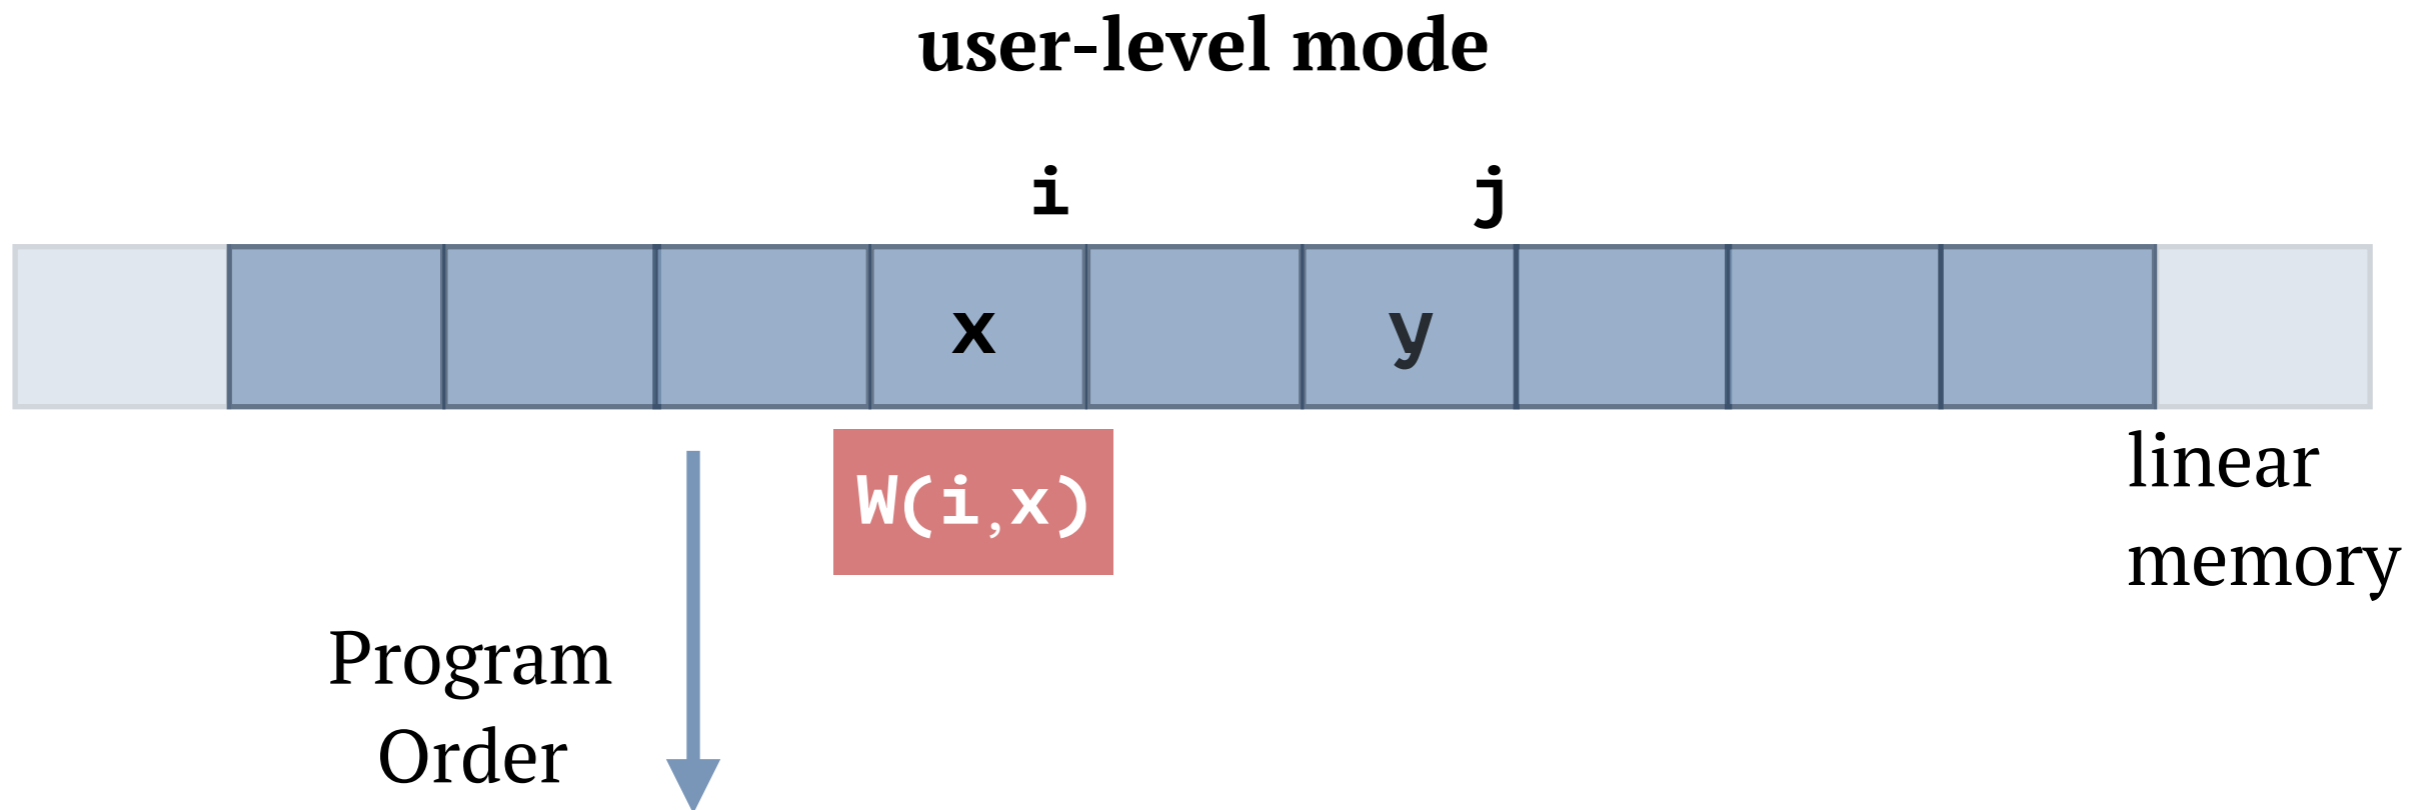 user-level mode
i
j
x
y
W(i,x)
linear
memory
Program
Order